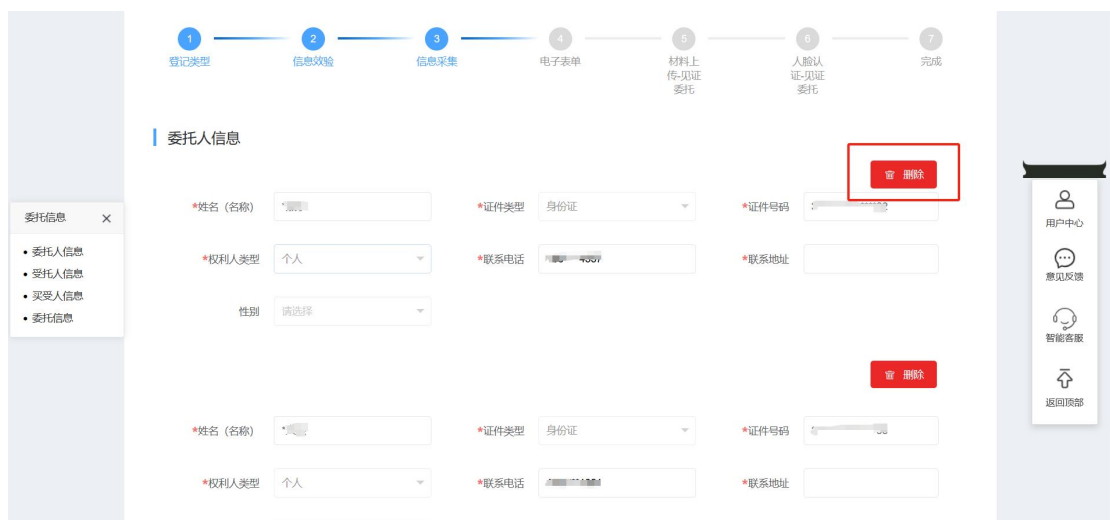 1 2 3 4 5 6 7
登记类型 信息效验 信息采集 电子表单 材料上传-见证委托 人脸认证-见证委托 完成
委托人信息
删除
*姓名（名称） *证件类型 身份证 *证件号码
*权利人类型 个人 *联系电话 *联系地址
性别 请选择
删除
*姓名（名称） *证件类型 身份证 *证件号码
*权利人类型 个人 *联系电话 *联系地址
委托信息 ×
• 委托人信息
• 受托人信息
• 买受人信息
• 委托信息
用户中心
意见反馈
智能客服
返回顶部